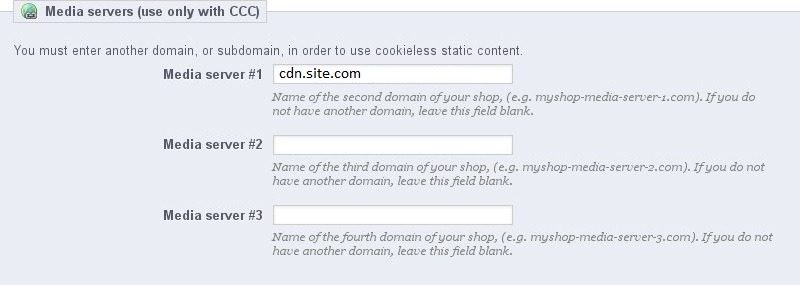 Media servers (use only with CCC)
You must enter another domain, or subdomain, in order to use cookieless static content.
Media server #1 cdn.site.com
Name of the second domain of your shop, (e.g. myshop-media-server-1.com). If you do
not have another domain, leave this field blank.
Media server #2
Name of the third domain of your shop, (e.g. myshop-media-server-2.com). If you do not
have another domain, leave this field blank.
Media server #3
Name of the fourth domain of your shop, (e.g. myshop-media-server-3.com). If you do not
have another domain, leave this field blank.